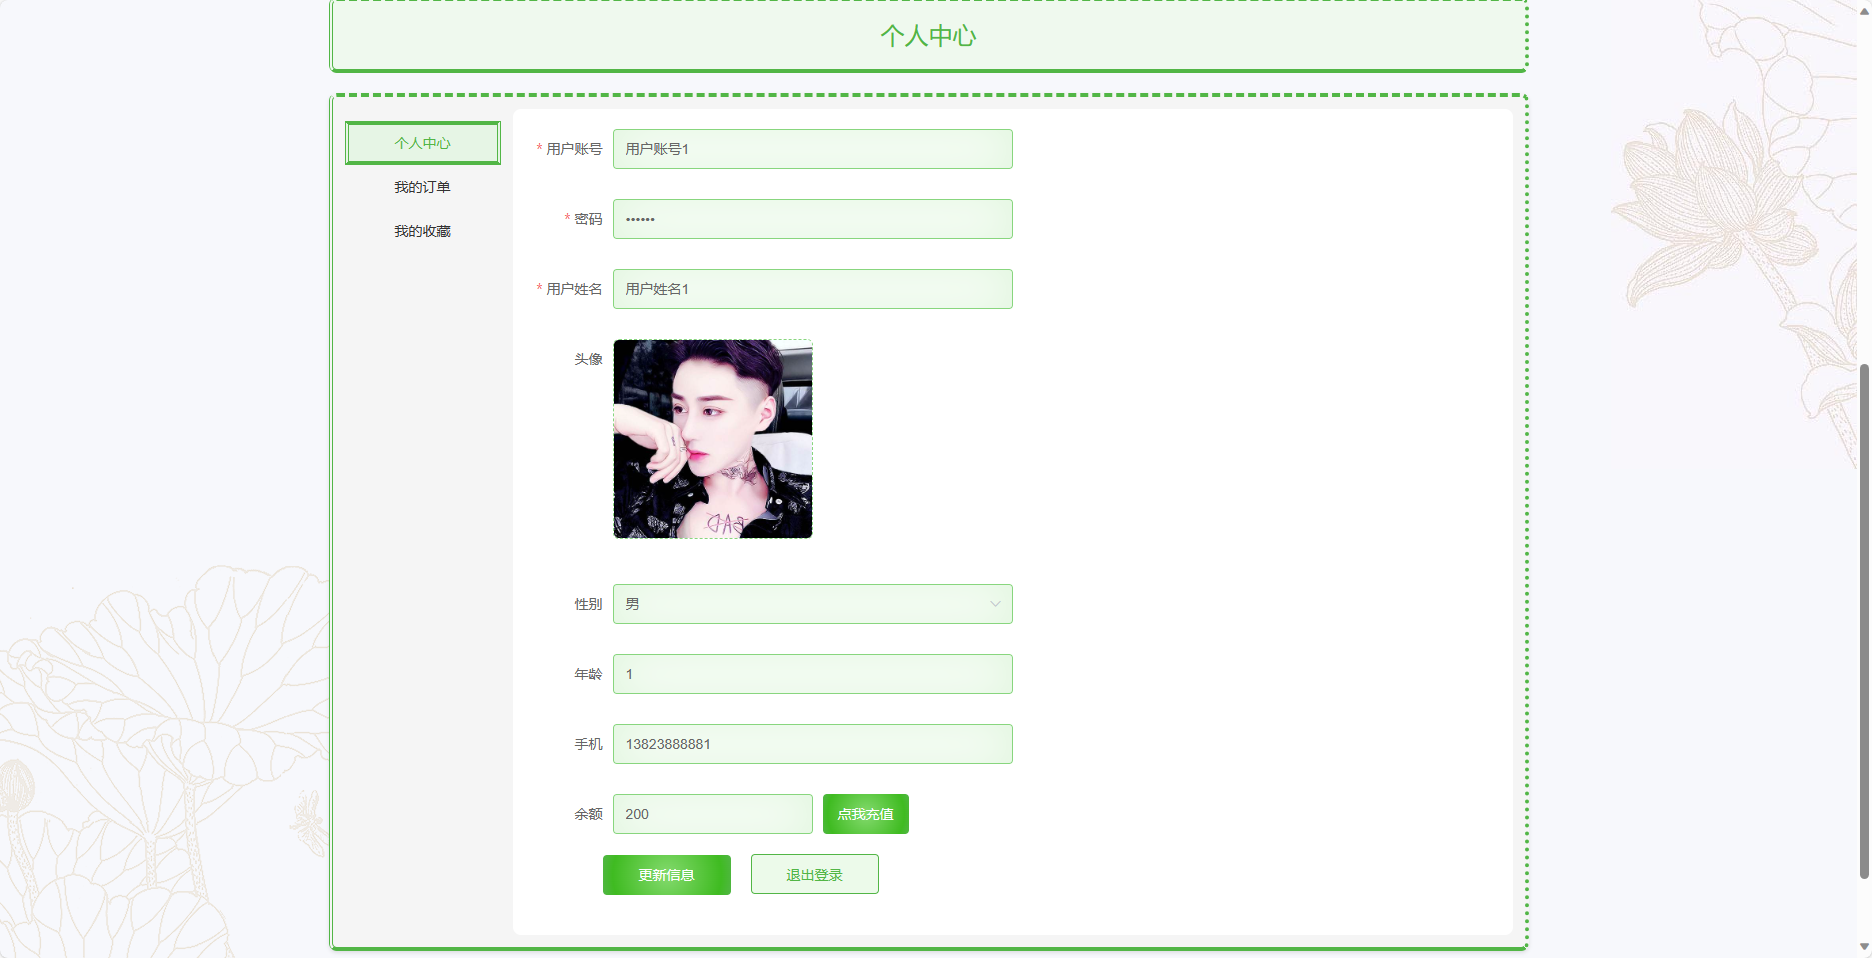 个人中心
个人中心
我的订单
我的收藏
* 用户账号 用户账号1
* 密码 ••••••
* 用户姓名 用户姓名1
头像
性别 男
年龄 1
手机 13823888881
余额 200 点我充值
更新信息 退出登录